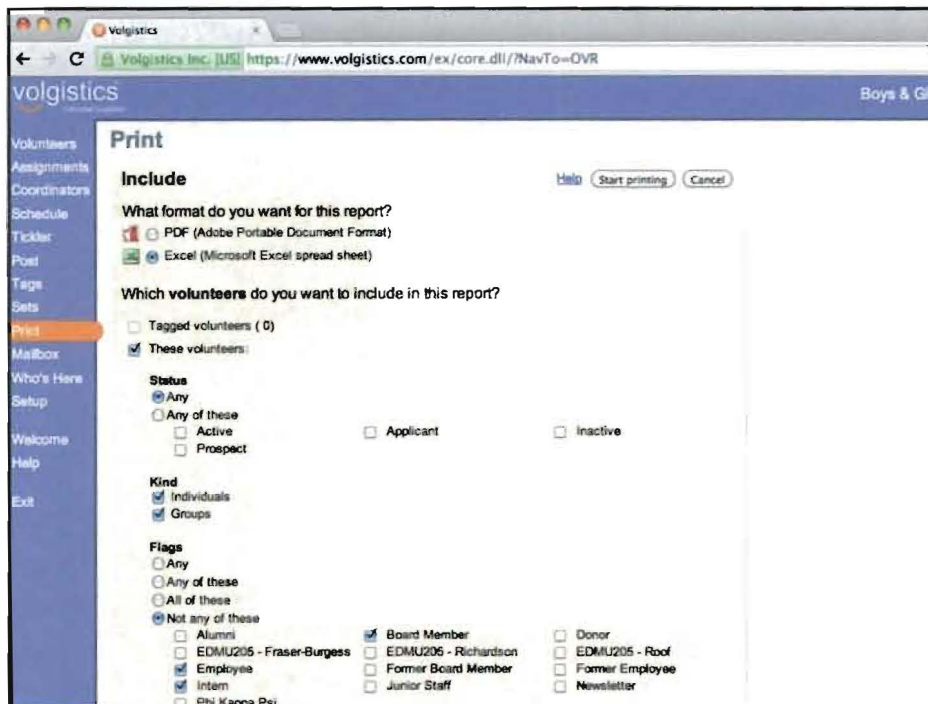 Volgistics
Volgistics Inc. [US] https://www.volgistics.com/ex/core.dll/?NavTo=OVR
volgistics
Boys & Gi
Volunteers
Assignments
Coordinators
Schedule
Tickler
Post
Tags
Sets
Print
Mailbox
Who's Here
Setup
Welcome
Help
Exit
Print
Include
Help Start printing Cancel
What format do you want for this report?
PDF (Adobe Portable Document Format)
Excel (Microsoft Excel spread sheet)
Which volunteers do you want to include in this report?
Tagged volunteers ( 0)
These volunteers:
Status
Any
Any of these
Active Applicant Inactive
Prospect
Kind
Individuals
Groups
Flags
Any
Any of these
All of these
Not any of these
Alumni Board Member Donor
EDMU205 - Fraser-Burgess EDMU205 - Richardson EDMU205 - Roof
Employee Former Board Member Former Employee
Intern Junior Staff Newsletter
Phi Kappa Psi